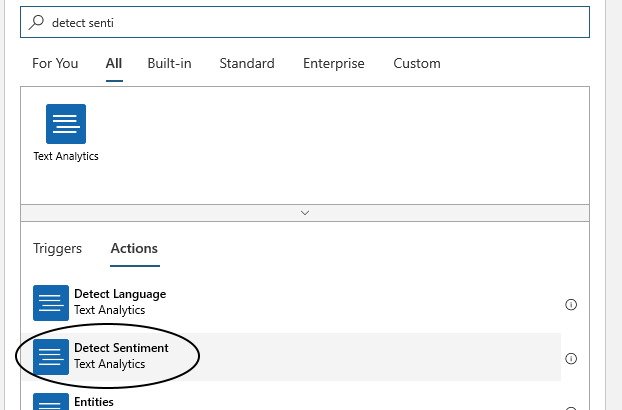 detect senti
For You All Built-in Standard Enterprise Custom
Text Analytics
Triggers Actions
Detect Language
Text Analytics
Detect Sentiment
Text Analytics
Entities